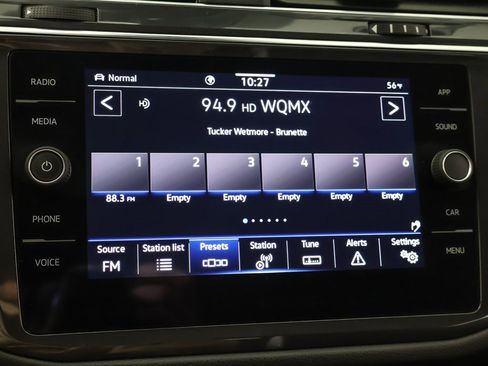 RADIO
MEDIA
PHONE
VOICE
Normal
10:27
56°F
94.9 HD WQMX
Tucker Wetmore - Brunette
1 2 3 4 5 6
88.3 FM Empty Empty Empty Empty Empty
Source Station list Presets Station Tune Alerts Settings
FM
APP
SOUND
CAR
MENU